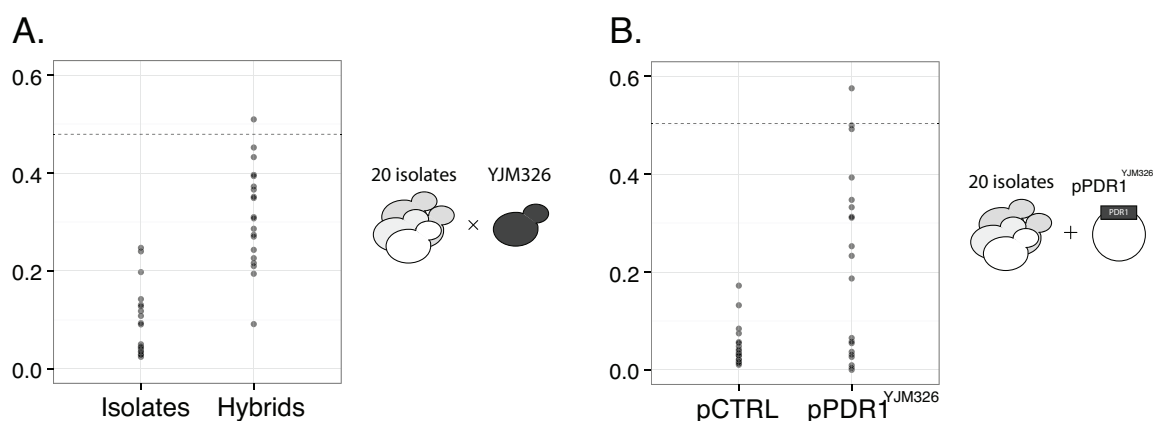 A.
0.6
0.4
0.2
0.0
Isolates Hybrids
20 isolates YJM326
×
B.
0.6
0.4
0.2
0.0
pCTRL pPDR1^YJM326
20 isolates pPDR1^YJM326
PDR1
+